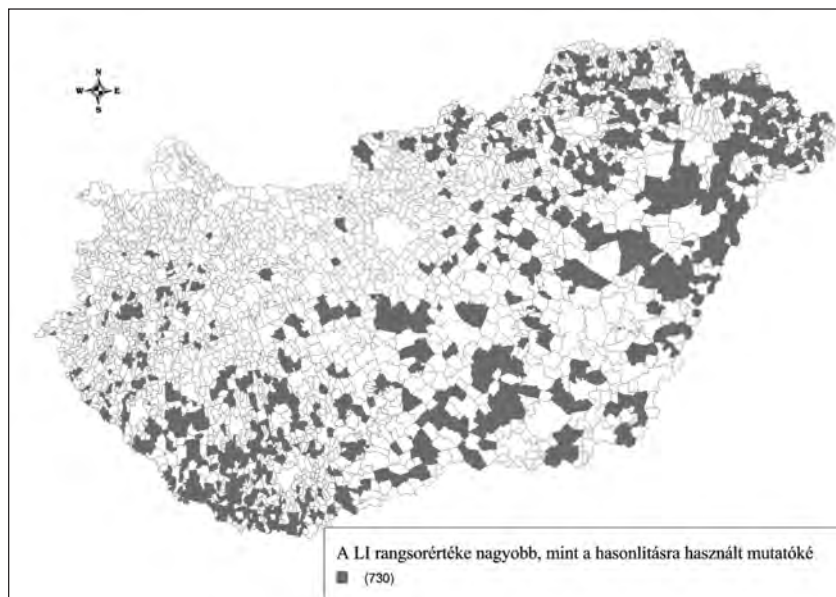 N
W E
S
A LI rangsorértéke nagyobb, mint a hasonlításra használt mutatóké
(730)